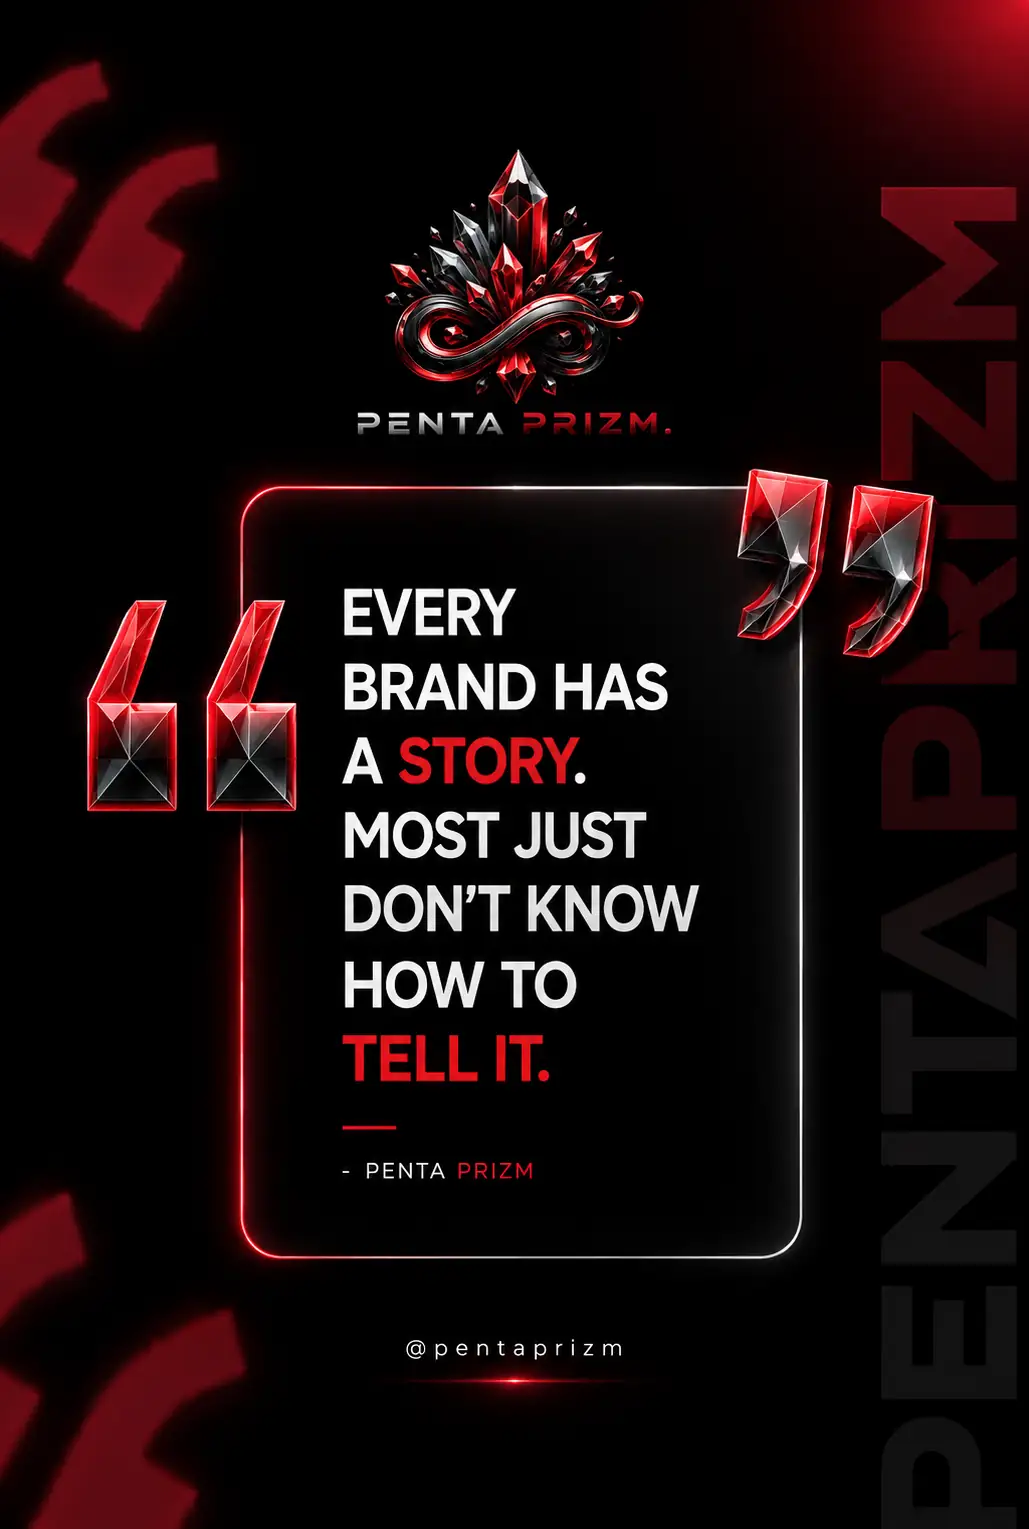 PENTA PRIZM.
EVERY
BRAND HAS
A STORY.
MOST JUST
DON'T KNOW
HOW TO
TELL IT.
- PENTA PRIZM
@pentaprizm
PENTAPRIZM